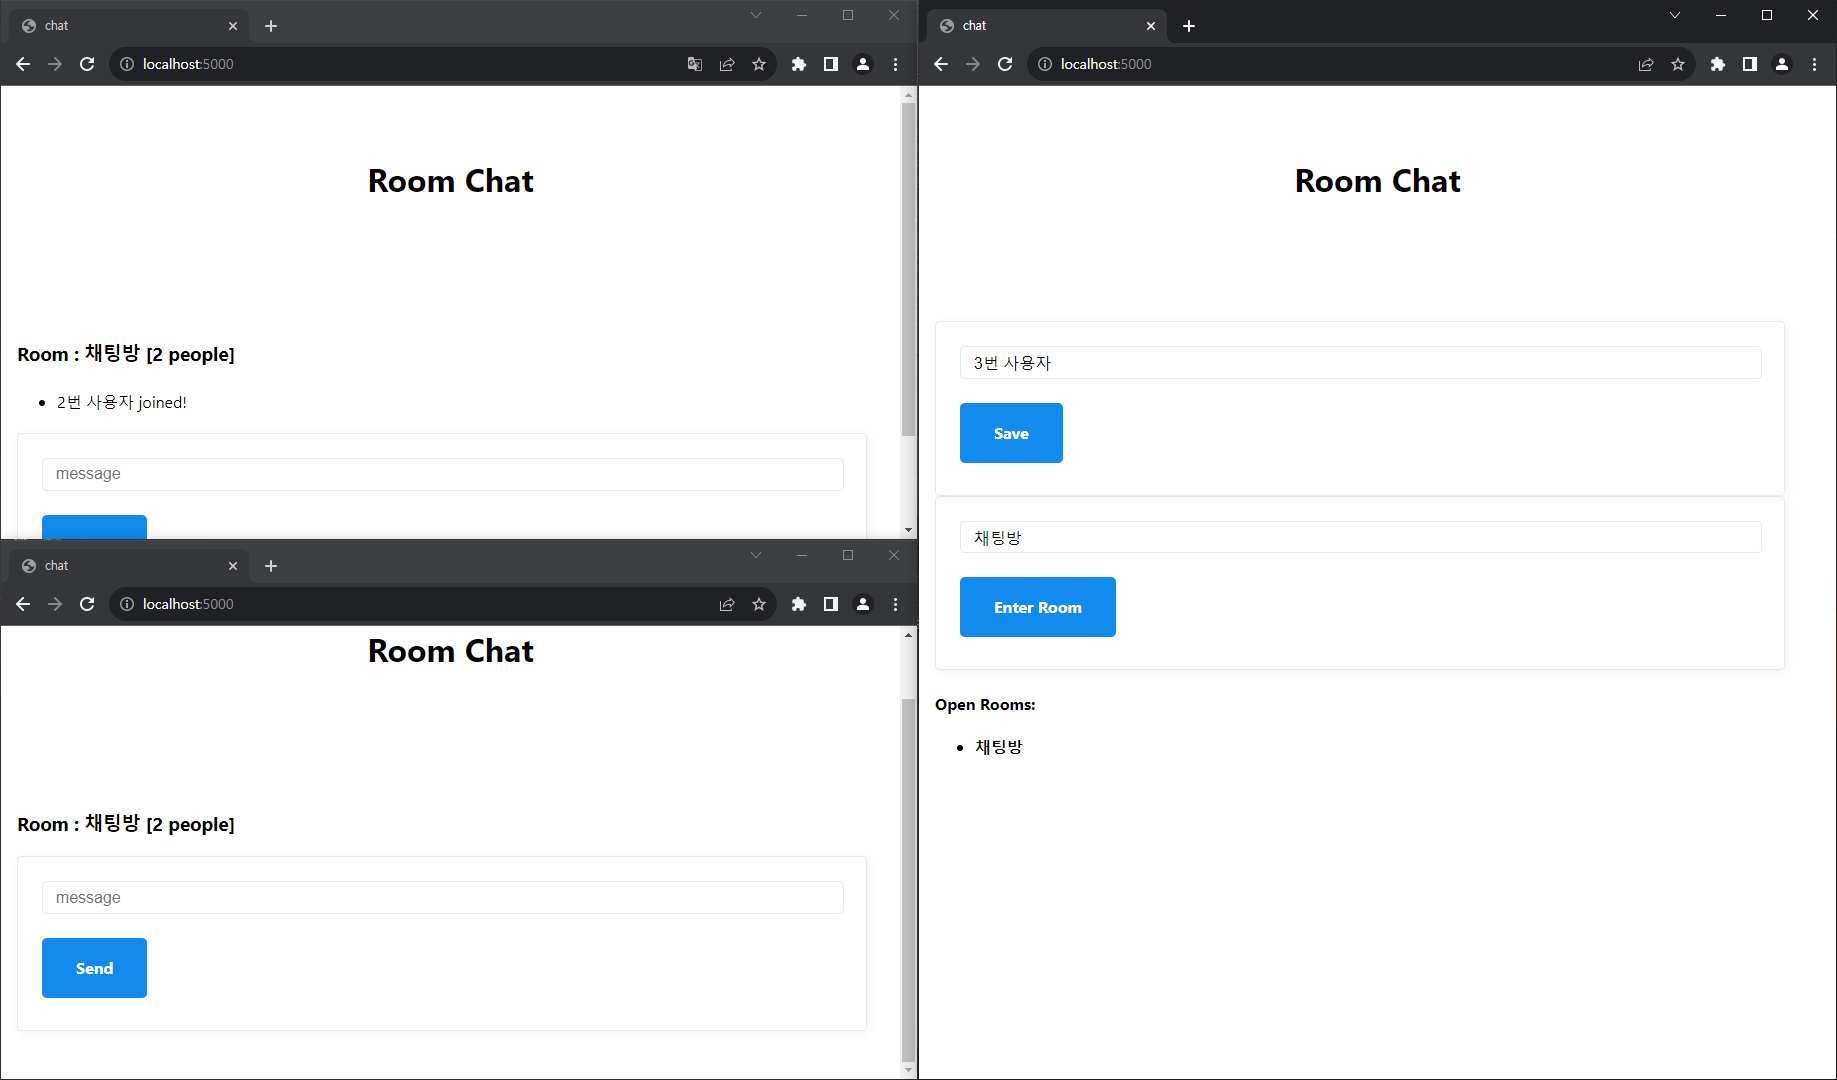 chat
localhost:5000
Room Chat
Room : 채팅방 [2 people]
2번 사용자 joined!
message
chat
localhost:5000
Room Chat
Room : 채팅방 [2 people]
message
Send
chat
localhost:5000
Room Chat
3번 사용자
Save
채팅방
Enter Room
Open Rooms:
채팅방